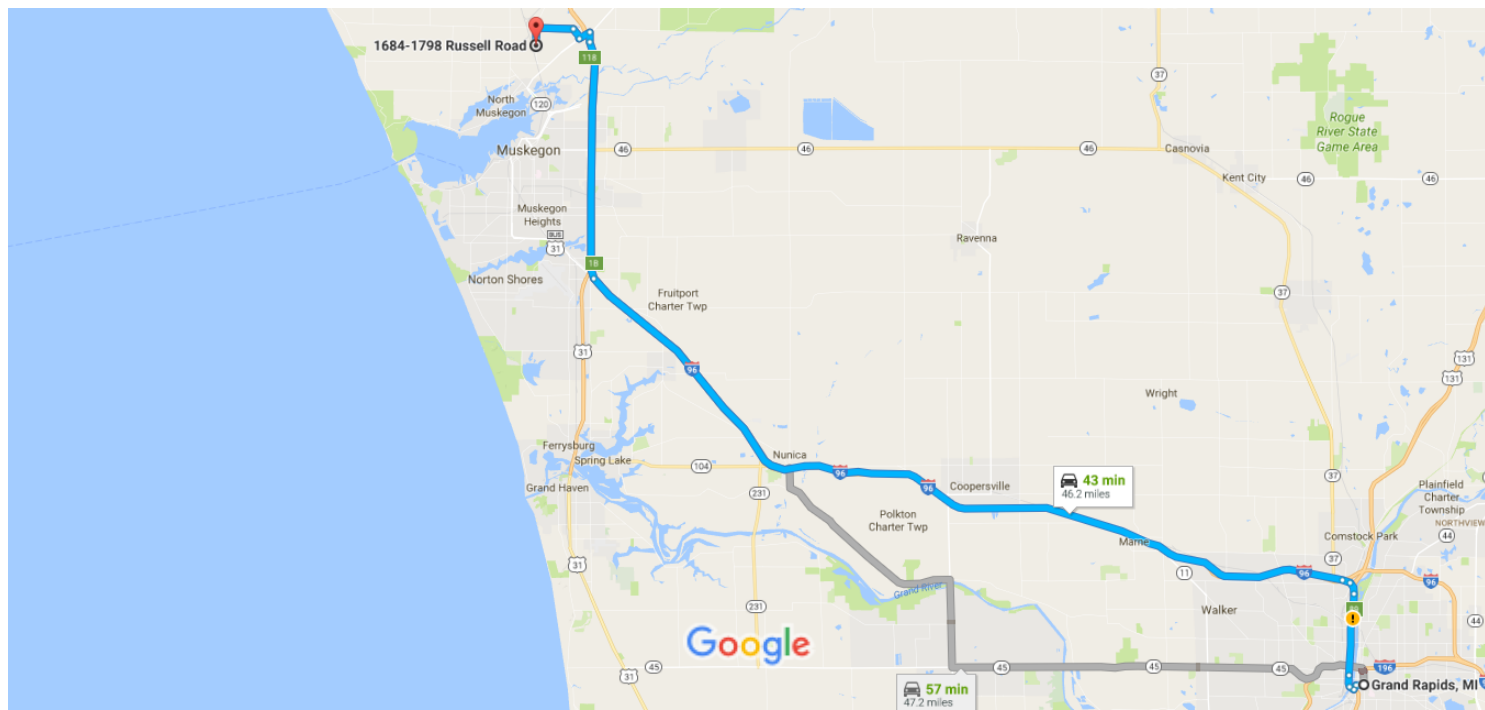 1684-1798 Russell Road
118
37
North
Muskegon
120
Rogue
River State
Game Area
Muskegon
46
46
46
Casnovia
Kent City
46
46
Muskegon
Heights
BUS
31
Ravenna
18
Norton Shores
Fruitport
Charter Twp
37
31
131
131
96
Wright
Ferrysburg
Spring Lake
104
Nunica
Grand Haven
231
96
96
Coopersville
43 min
46.2 miles
37
Plainfield
Charter
Township
NORTHVIEW
Polkton
Charter Twp
Marne
Comstock Park
44
37
31
11
96
96
Grand River
231
Walker
44
Google
45
45
45
45
196
31
57 min
47.2 miles
Grand Rapids, MI